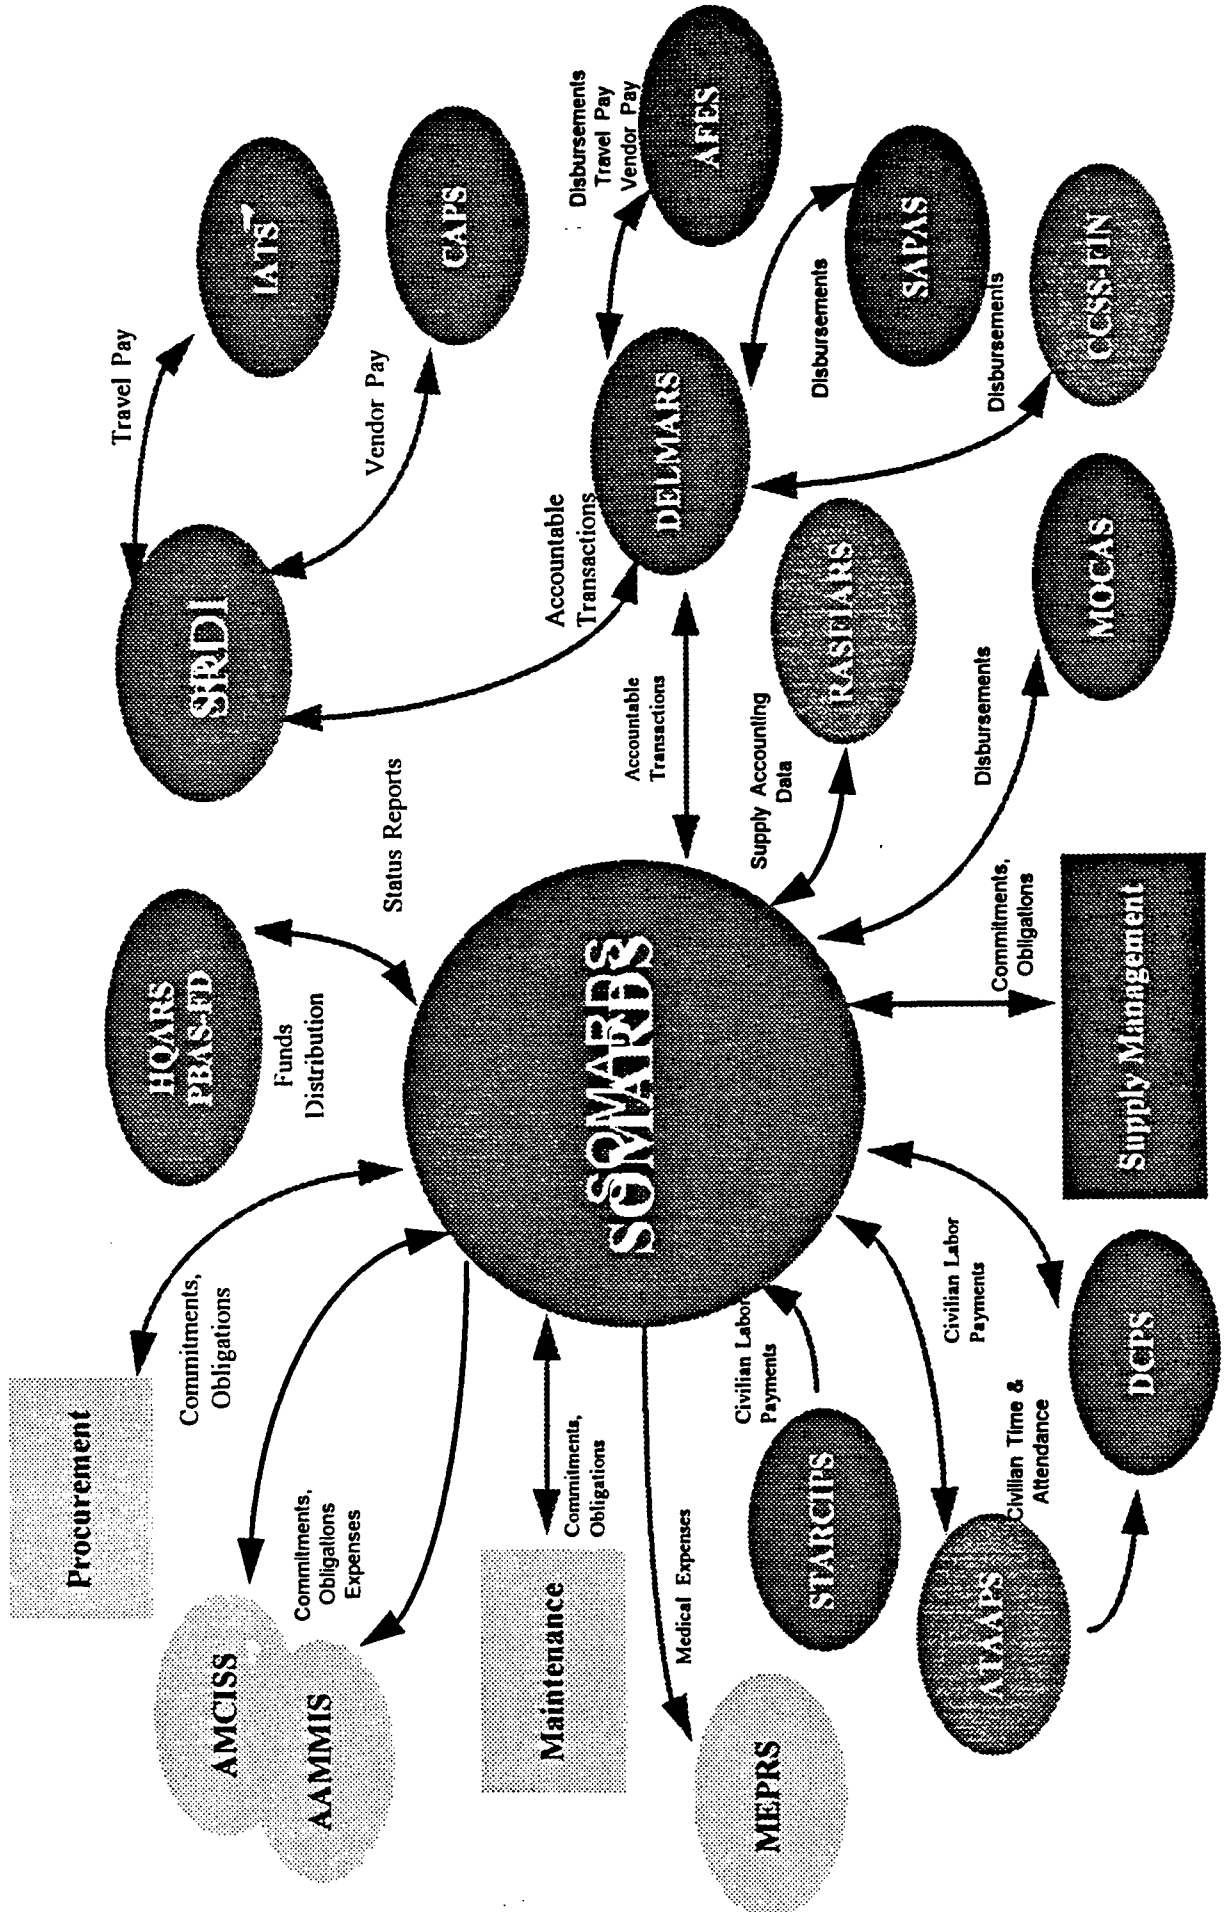 Procurement
Travel Pay
HQARS
PBAS-FD
SRD1
IATS
AMCISS
AAMMIS
Commitments,
Obligations
Funds
Distribution
Status Reports
Vendor Pay
CAPS
Commitments,
Obligations
Expenses
Maintenance
Commitments,
Obligations
SOMARDS
Accountable
Transactions
Disbursements
Travel Pay
Vendor Pay
AFES
DELMARS
Accountable
Transactions
Medical Expenses
MEPRS
Civilian Labor
Payments
STARCIPS
Supply Accounting
Data
Disbursements
SAPAS
Civilian Labor
Payments
ATAAPS
Civilian Time &
Attendance
Disbursements
Disbursements
Commitments,
Obligations
DCPS
Supply Management
MOCAS
CCSS-FIN